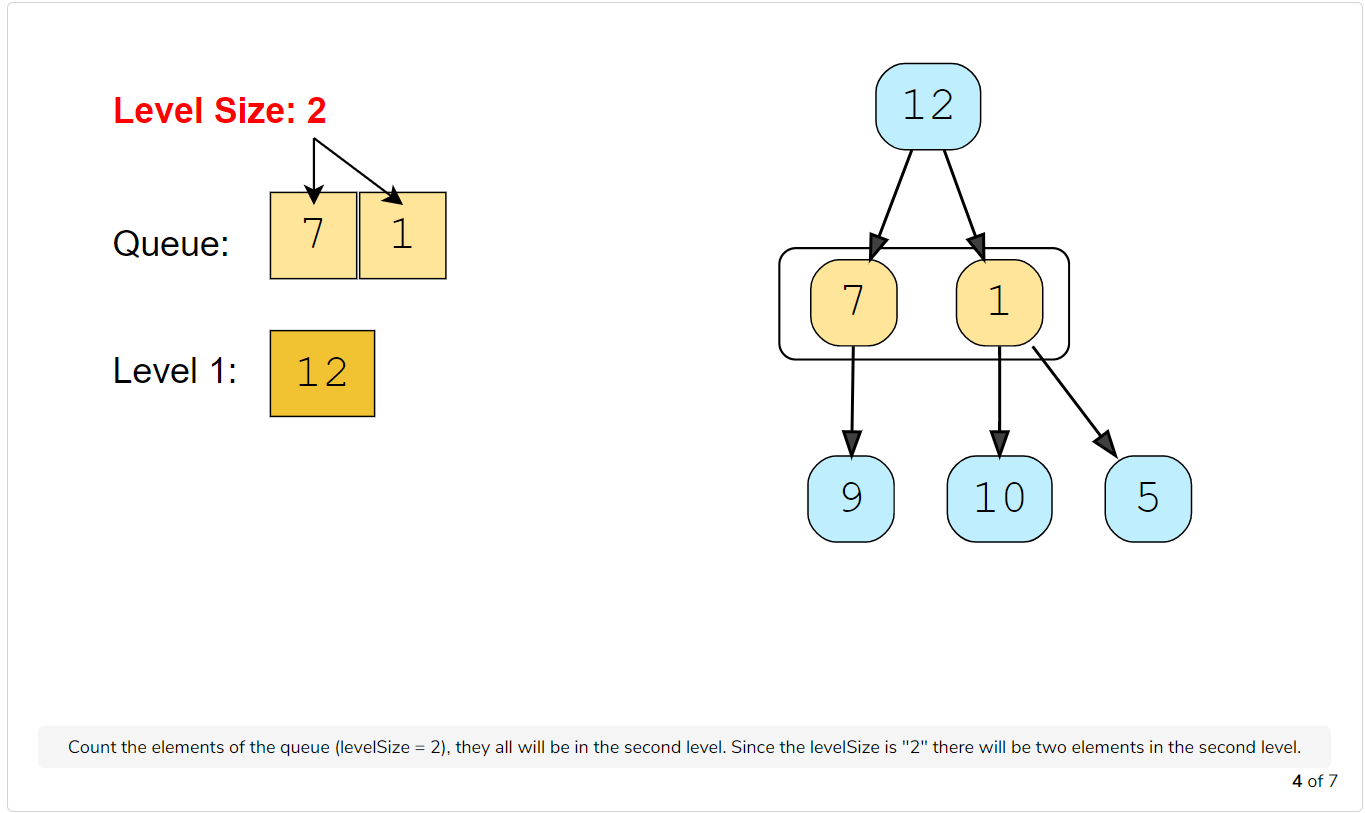 Level Size: 2
Queue: 7 1
Level 1: 12
12
7 1
9 10 5
Count the elements of the queue (levelSize = 2), they all will be in the second level. Since the levelSize is "2" there will be two elements in the second level.
4 of 7